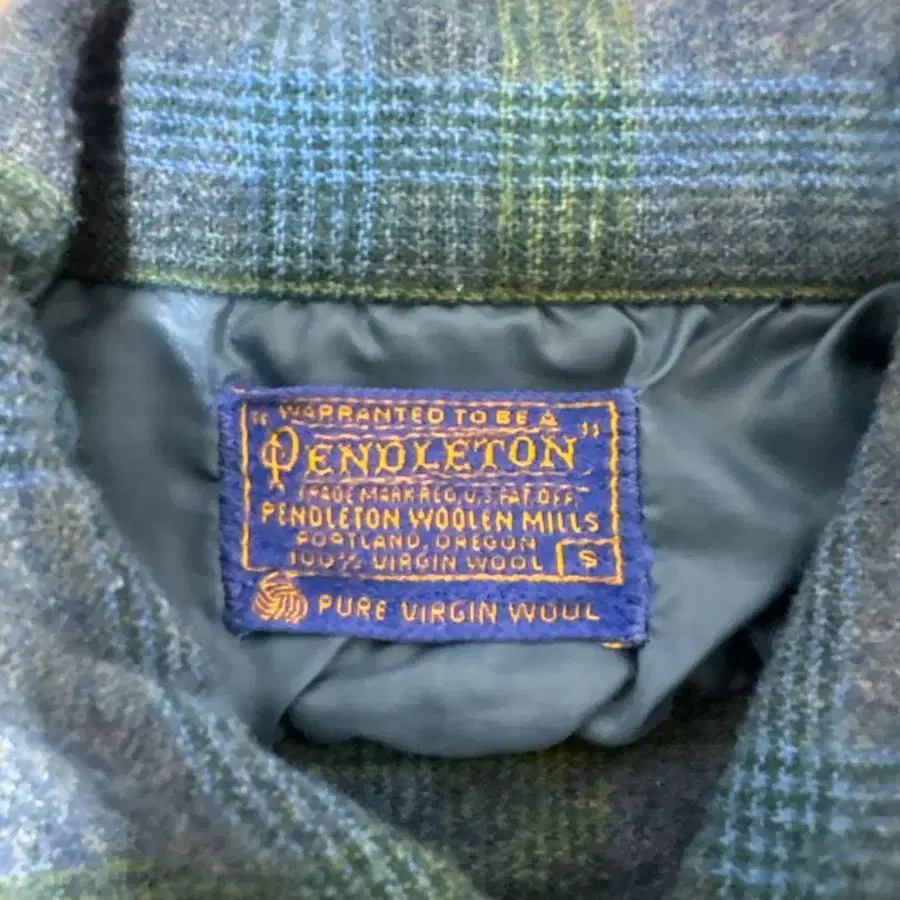 WARRANTED TO BE A
"PENDLETON"
TRADE MARK REG. U.S. PAT. OFF.
PENDLETON WOOLEN MILLS
PORTLAND, OREGON
100% VIRGIN WOOL S
PURE VIRGIN WOOL